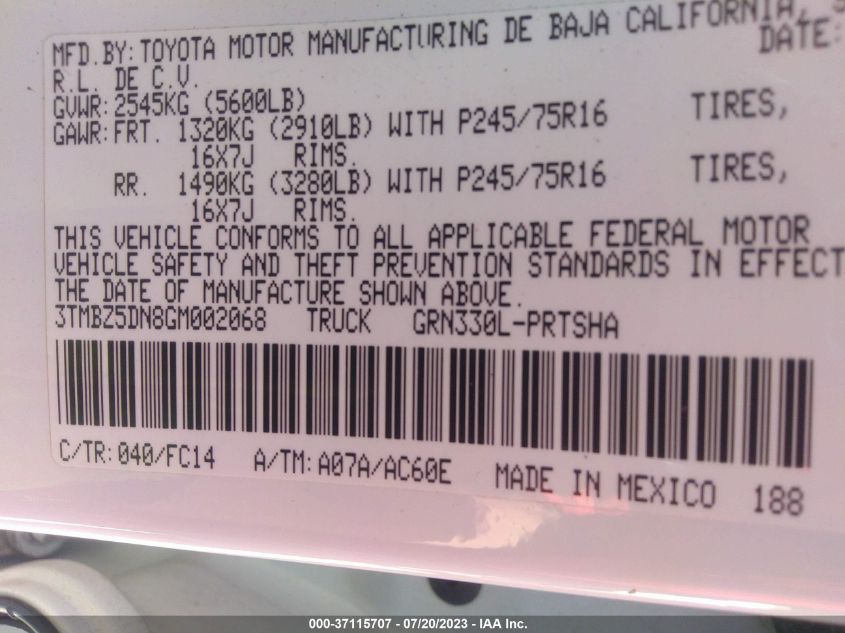 MFD.BY:TOYOTA MOTOR MANUFACTURING DE BAJA CALIFORNIA,
R.L. DE C.V. DATE:
GVWR:2545KG (5600LB)
GAWR:FRT. 1320KG (2910LB) WITH P245/75R16 TIRES,
16X7J RIMS.
RR. 1490KG (3280LB) WITH P245/75R16 TIRES,
16X7J RIMS.
THIS VEHICLE CONFORMS TO ALL APPLICABLE FEDERAL MOTOR
VEHICLE SAFETY AND THEFT PREVENTION STANDARDS IN EFFECT
THE DATE OF MANUFACTURE SHOWN ABOVE.
3TMBZ5DN8GM002068 TRUCK GRN330L-PRTSHA
C/TR:040/FC14 A/TM:A07A/AC60E MADE IN MEXICO 188
000-37115707 / 07/20/2023 / IAA Inc.